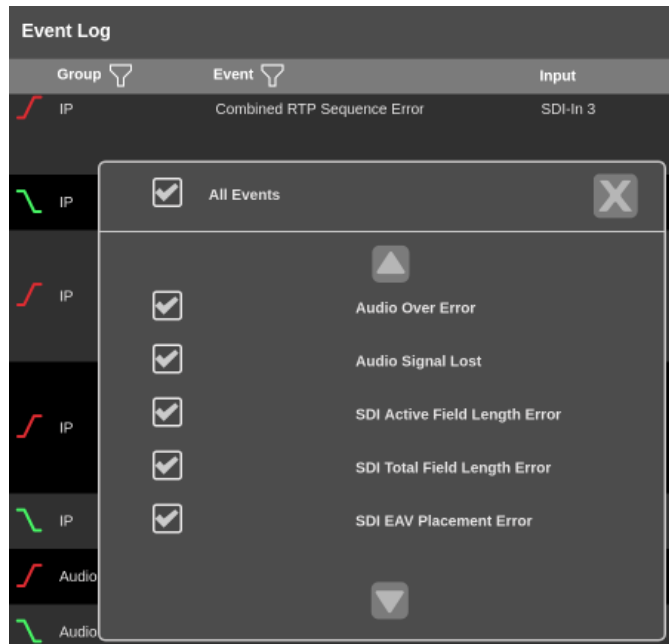 Event Log
Group Event Input
IP Combined RTP Sequence Error SDI-In 3
IP All Events X
IP Audio Over Error
Audio Signal Lost
IP SDI Active Field Length Error
SDI Total Field Length Error
IP SDI EAV Placement Error
Audio
Audio